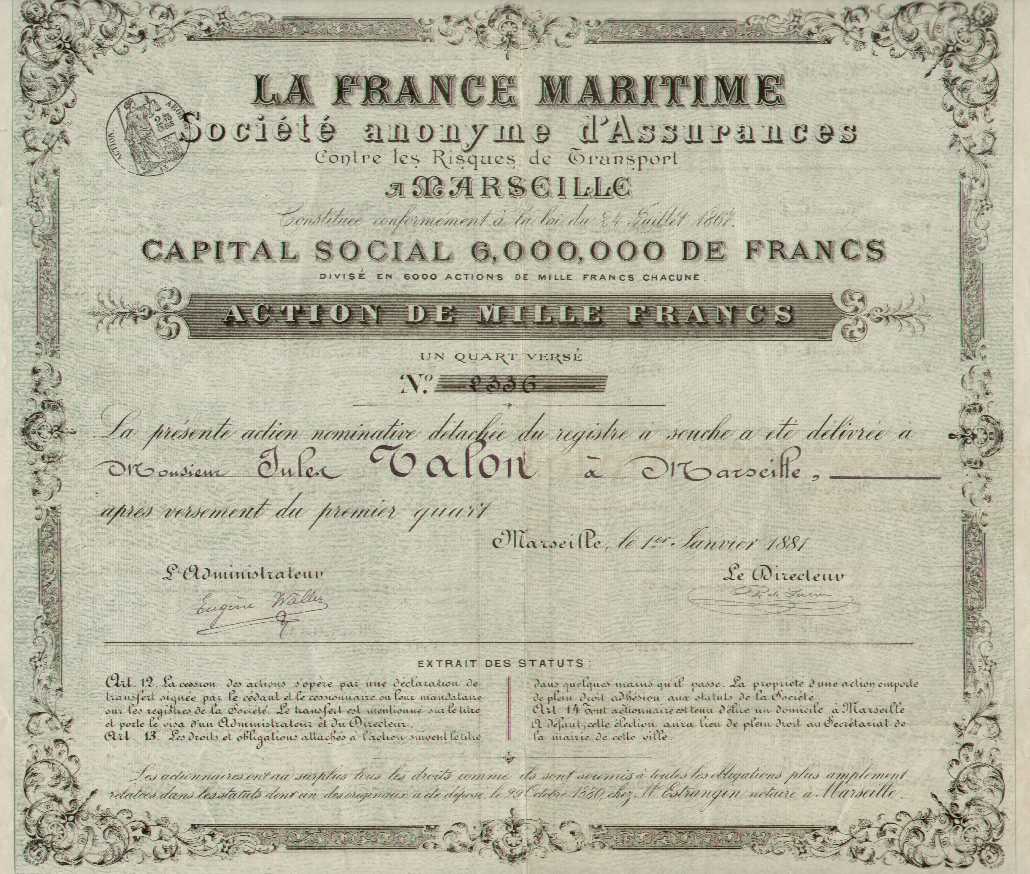 LA FRANCE MARITIME
Société anonyme d'Assurances
Contre les Risques de Transport
A MARSEILLE
Constituée conformement à la loi du 24 Juillet 1867.
CAPITAL SOCIAL 6,000,000 DE FRANCS
DIVISÉ EN 6000 ACTIONS DE MILLE FRANCS CHACUNE
ACTION DE MILLE FRANCS
UN QUART VERSÉ
No. 2336
La présente action nominative détachée du registre a souche a été délivrée a
Monsieur Jules Talon à Marseille,
après versement du premier quart
Marseille, le 1er Janvier 1881
L'Administrateur Le Directeur
Eugène
EXTRAIT DES STATUTS:
Art. 12. La cession des actions s'opère par une déclaration de
transfert signée par le cédant et le cessionnaire ou leur mandataire
sur les registres de la Société. Le transfert est mentionné sur le titre
et porte le visa d'un Administrateur et du Directeur.
Art. 13. Les droits et obligations attachés à l'action suivent le titre
dans quelques mains qu'il passe. La propriété d'une action emporte
de plein droit adhésion aux statuts de la Société.
Art. 14 Tout actionnaire est tenu d'élire un domicile à Marseille
A défaut, cette élection aura lieu de plein droit au Secrétariat de
la mairie de cette ville.
Les actionnaires ont au surplus tous les droits comme ils sont soumis à toutes les obligations plus amplement
relatées dans les statuts dont un des originaux a été déposé, le 29 Octobre 1880 chez Me Estrangin notaire à Marseille.